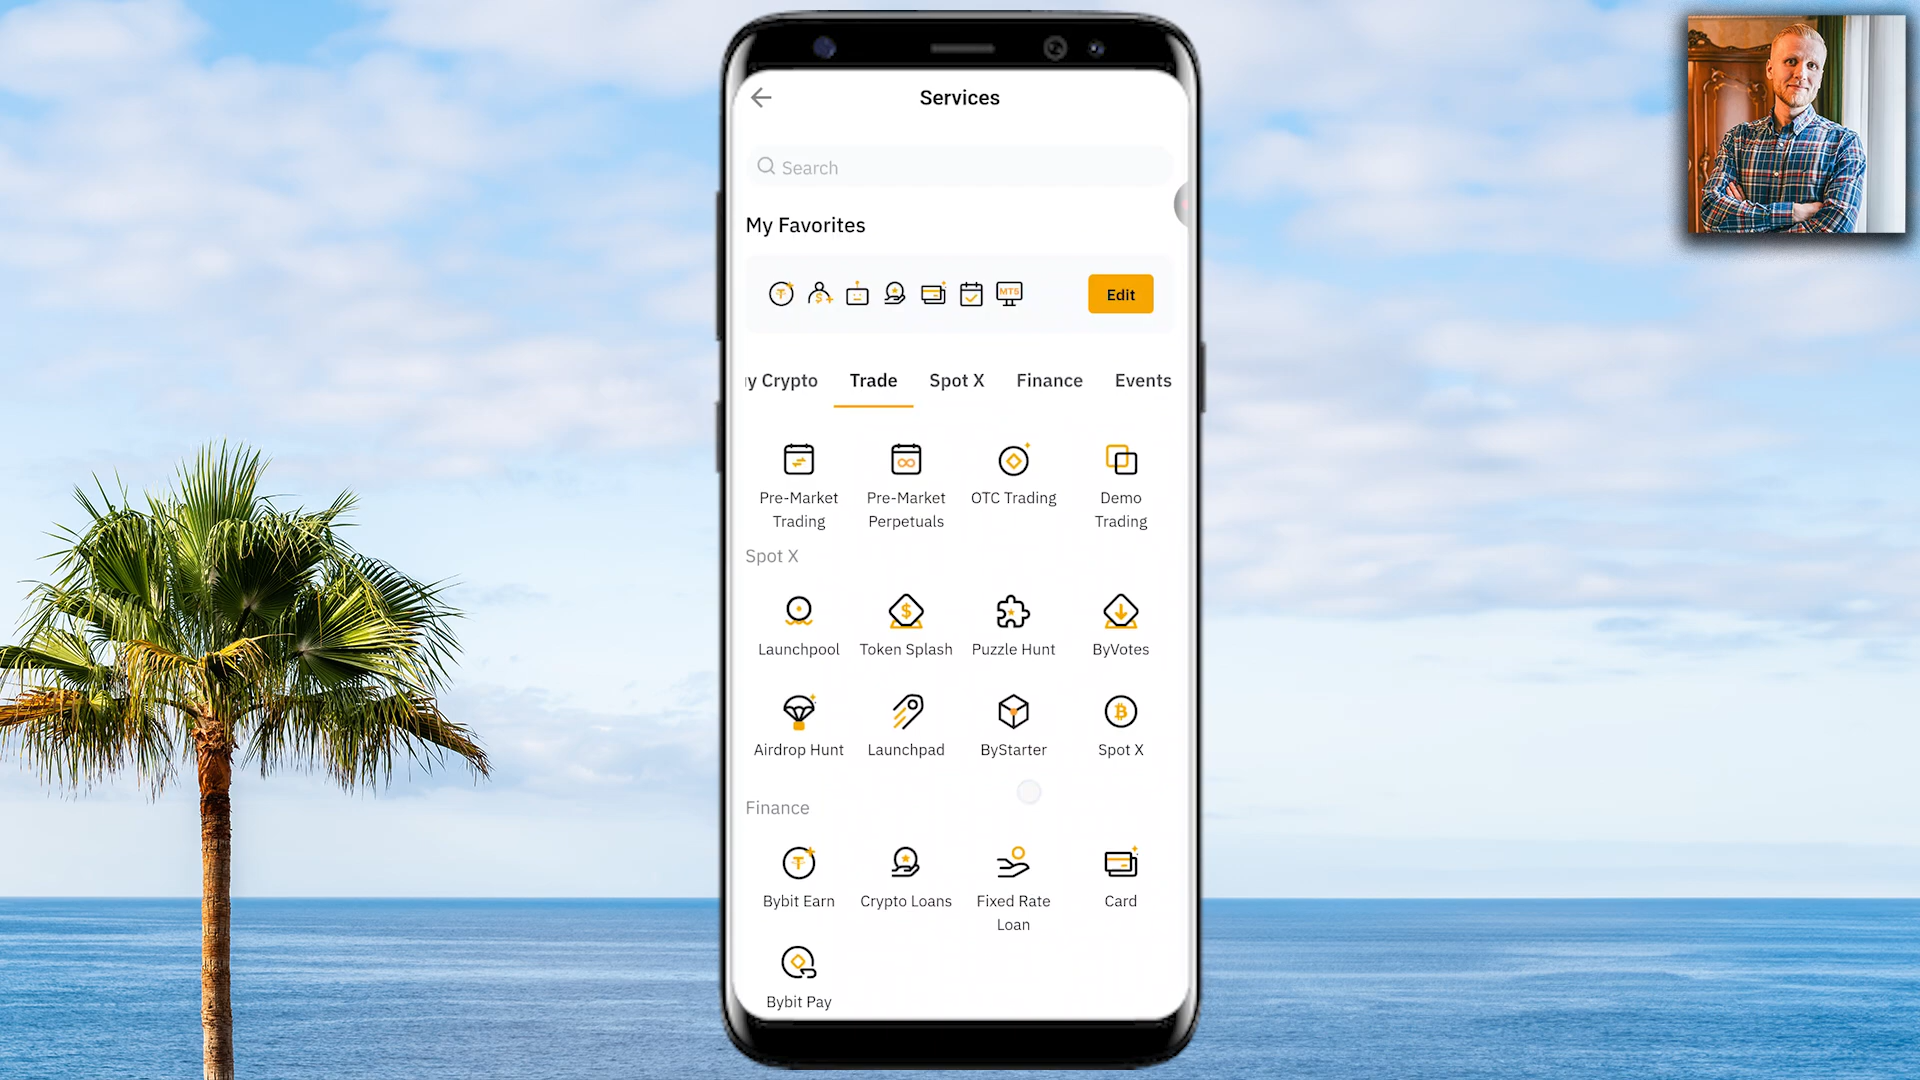 Services
Search
My Favorites
MT5
Edit
y Crypto Trade Spot X Finance Events
Pre-Market Trading
Pre-Market Perpetuals
OTC Trading
Demo Trading
Spot X
Launchpool
Token Splash
Puzzle Hunt
ByVotes
Airdrop Hunt
Launchpad
ByStarter
Spot X
Finance
Bybit Earn
Crypto Loans
Fixed Rate Loan
Card
Bybit Pay